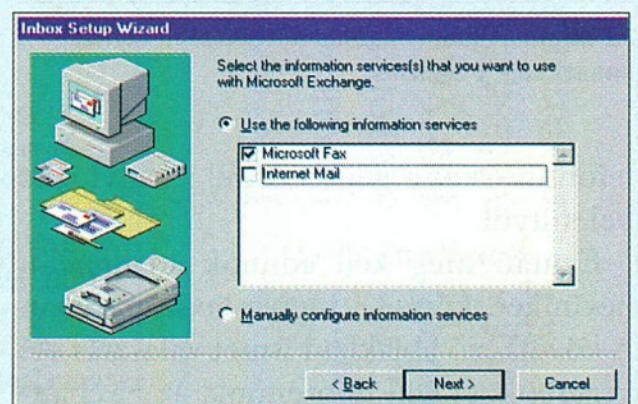 Inbox Setup Wizard
Select the information services(s) that you want to use
with Microsoft Exchange.
Use the following information services
Microsoft Fax
Internet Mail
Manually configure information services
< Back
Next >
Cancel